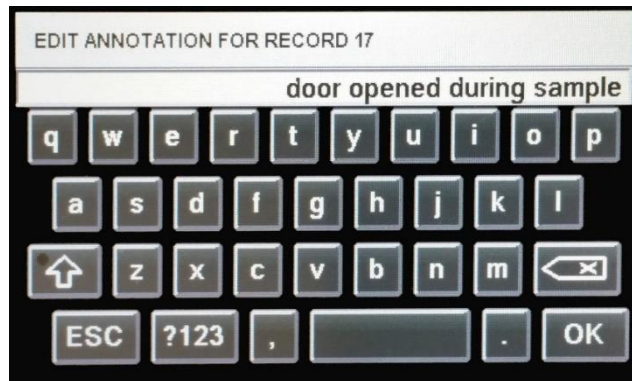 EDIT ANNOTATION FOR RECORD 17
door opened during sample
q w e r t y u i o p
a s d f g h j k l
z x c v b n m
ESC ?123 , . OK